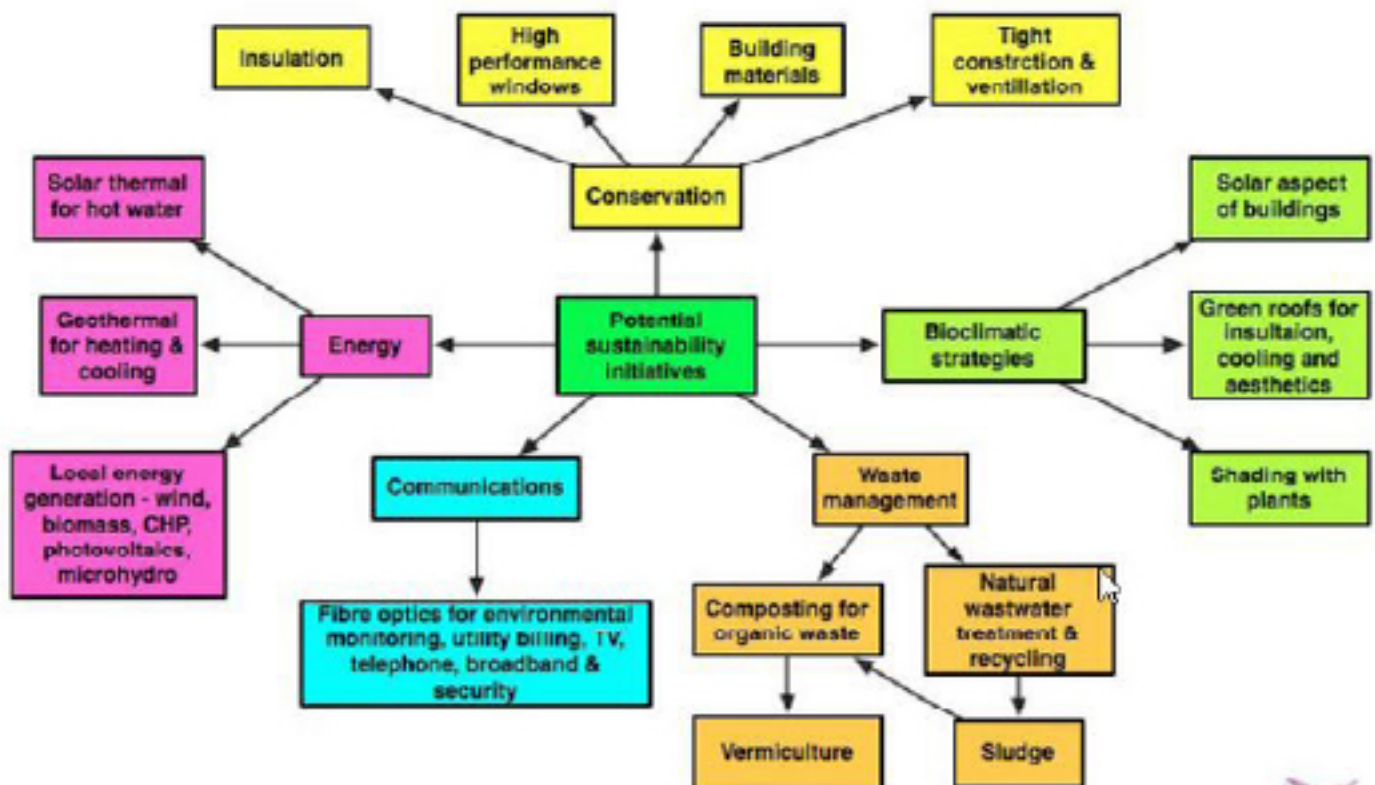 Insulation
High
performance
windows
Building
materials
Tight
constrction &
ventillation
Solar thermal
for hot water
Conservation
Solar aspect
of buildings
Geothermal
for heating &
cooling
Energy
Potential
sustainability
initiatives
Bioclimatic
strategies
Green roofs for
insultaion,
cooling and
aesthetics
Local energy
generation - wind,
biomass, CHP,
photovoltaics,
microhydro
Communications
Waste
management
Shading with
plants
Fibre optics for environmental
monitoring, utility billing, TV,
telephone, broadband &
security
Composting for
organic waste
Natural
wastwater
treatment &
recycling
Vermiculture
Sludge